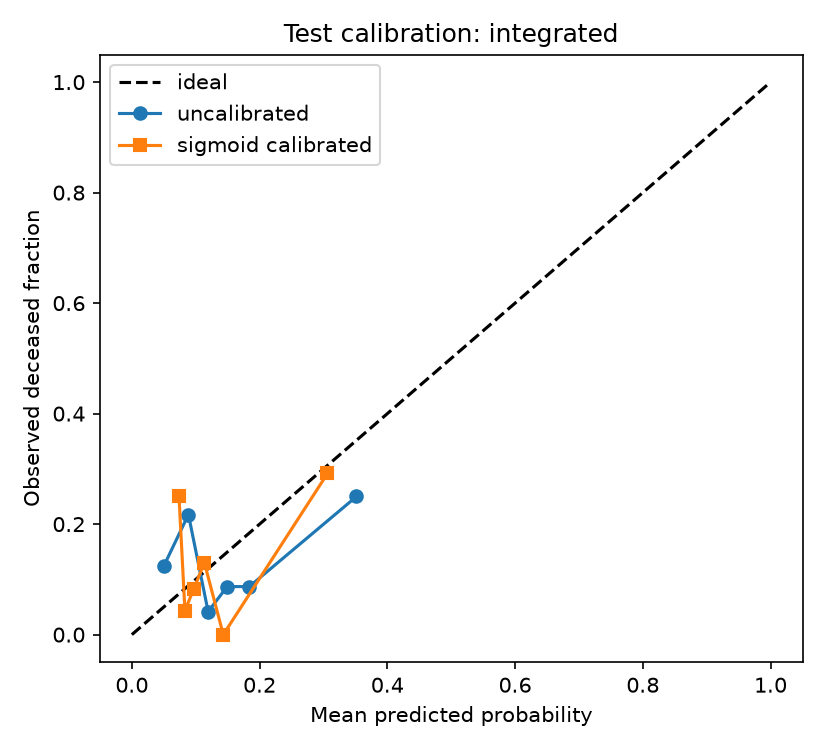 Test calibration: integrated
ideal
uncalibrated
sigmoid calibrated
Observed deceased fraction
1.0
0.8
0.6
0.4
0.2
0.0
0.0 0.2 0.4 0.6 0.8 1.0
Mean predicted probability